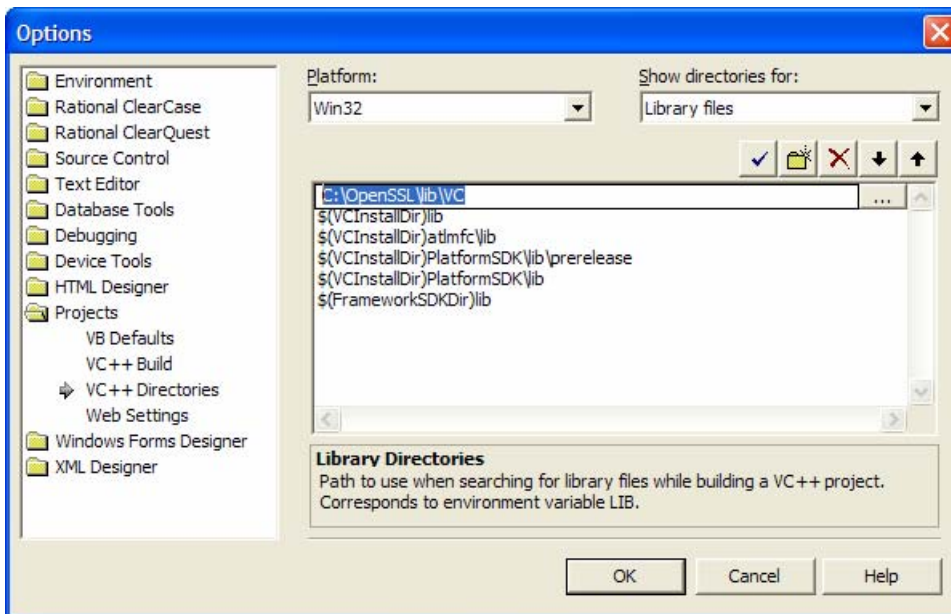 Options
Environment
Rational ClearCase
Rational ClearQuest
Source Control
Text Editor
Database Tools
Debugging
Device Tools
HTML Designer
Projects
VB Defaults
VC++ Build
VC++ Directories
Web Settings
Windows Forms Designer
XML Designer
Platform:
Win32
Show directories for:
Library files
C:\OpenSSL\lib\VC
...
$(VCInstallDir)lib
$(VCInstallDir)atlmfc\lib
$(VCInstallDir)PlatformSDK\lib\prerelease
$(VCInstallDir)PlatformSDK\lib
$(FrameworkSDKDir)lib
Library Directories
Path to use when searching for library files while building a VC++ project.
Corresponds to environment variable LIB.
OK
Cancel
Help